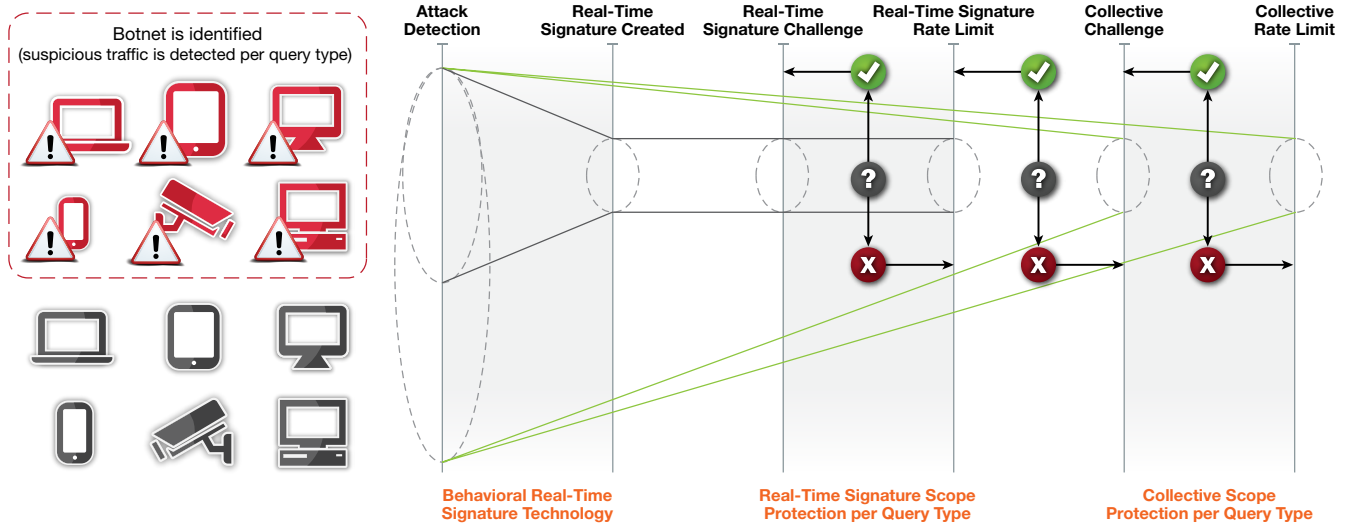 Botnet is identified
(suspicious traffic is detected per query type)
!
!
!
!
!
!
Attack
Detection
Real-Time
Signature Created
Real-Time
Signature Challenge
Real-Time Signature
Rate Limit
Collective
Challenge
Collective
Rate Limit
?
?
?
X
X
X
Behavioral Real-Time
Signature Technology
Real-Time Signature Scope
Protection per Query Type
Collective Scope
Protection per Query Type